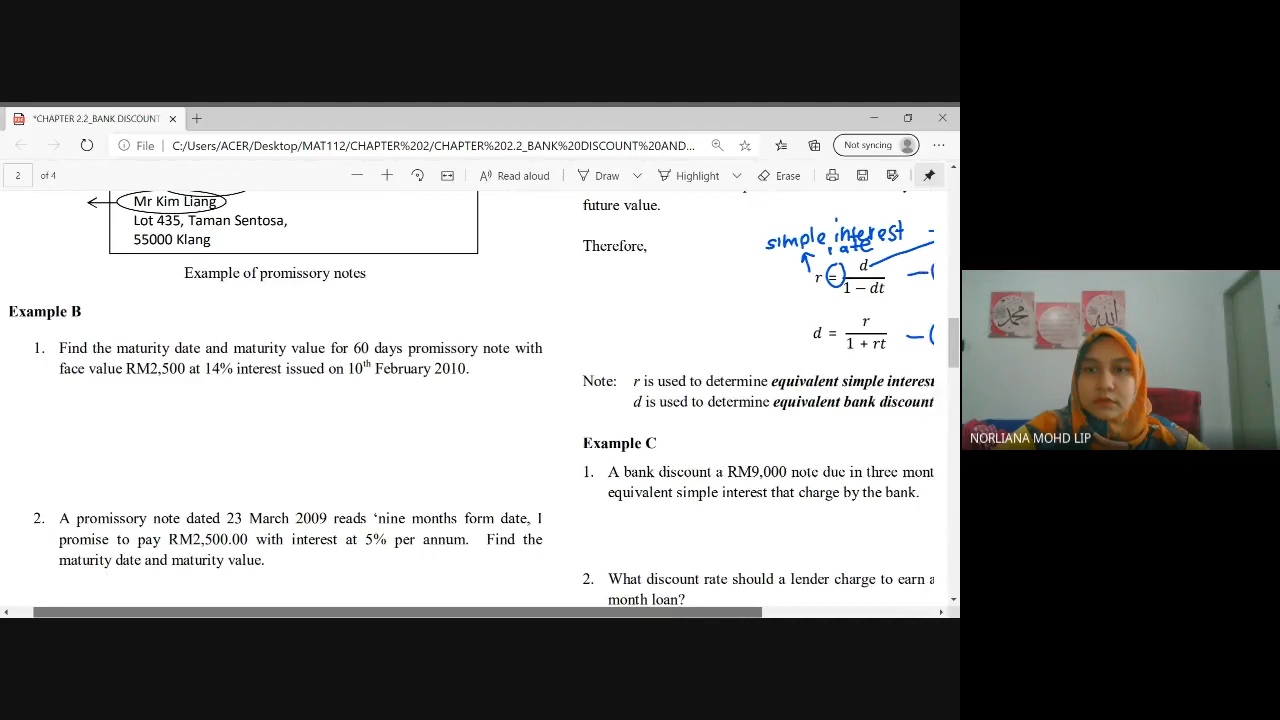 *CHAPTER 2.2_BANK DISCOUNT
File
C:/Users/ACER/Desktop/MAT112/CHAPTER%202/CHAPTER%202.2_BANK%20DISCOUNT%20AND...
Not syncing
2
of 4
Read aloud
Draw
Highlight
Erase
Mr Kim Liang
Lot 435, Taman Sentosa,
55000 Klang
Example of promissory notes
Example B
1. Find the maturity date and maturity value for 60 days promissory note with
face value RM2,500 at 14% interest issued on 10th February 2010.
2. A promissory note dated 23 March 2009 reads ‘nine months form date, I
promise to pay RM2,500.00 with interest at 5% per annum. Find the
maturity date and maturity value.
future value.
Therefore,
simple interest
rate
r = d
1 − dt
d = r
1 + rt
Note: r is used to determine equivalent simple interest
d is used to determine equivalent bank discount
Example C
1. A bank discount a RM9,000 note due in three mont
equivalent simple interest that charge by the bank.
2. What discount rate should a lender charge to earn a
month loan?
NORLIANA MOHD LIP